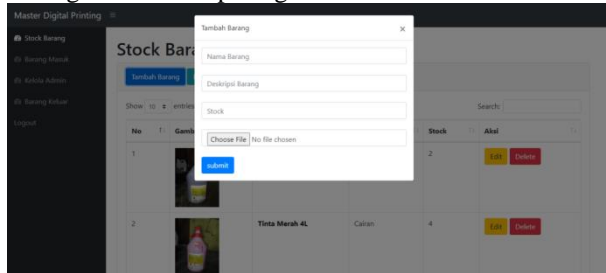 Master Digital Printing
Tambah Barang ×
Stock Barang
Nama Barang
Stock Bara
Barang Masuk
Deskripsi Barang
Kelola Admin
Tambah Barang
Barang Keluar
Show 10 entries
Stock
Search:
Logout
No Gamb Stock Aksi
Choose File No file chosen
1 2 Edit Delete
submit
2 Tinta Merah 4L Cairan 4 Edit Delete